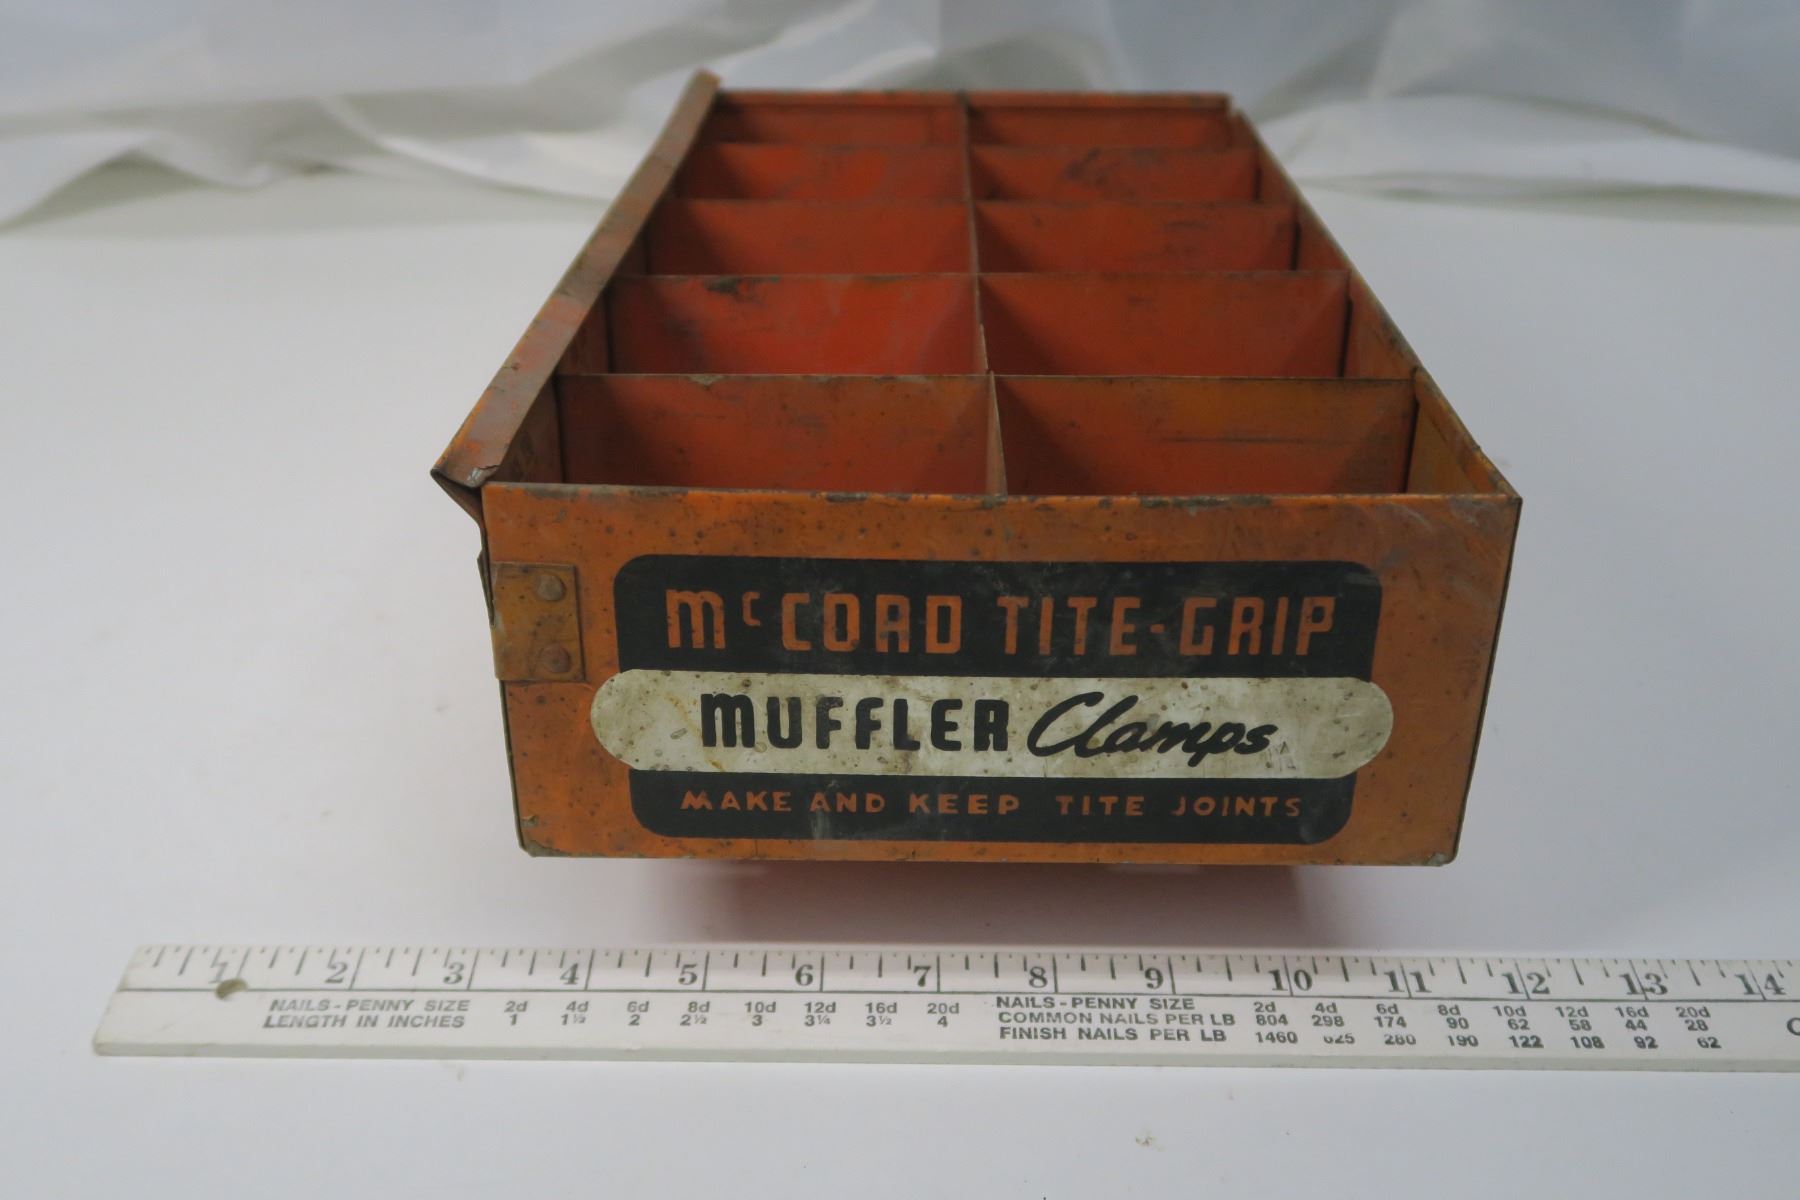 McCORD TITE-GRIP
MUFFLER Clamps
MAKE AND KEEP TITE JOINTS
1 2 3 4 5 6 7 8 9 10 11 12 13 14
NAILS - PENNY SIZE 2d 4d 6d 8d 10d 12d 16d 20d
LENGTH IN INCHES 1 1½ 2 2½ 3 3¼ 3½ 4
NAILS - PENNY SIZE 2d 4d 6d 8d 10d 12d 16d 20d
COMMON NAILS PER LB 804 298 174 90 62 58 44 28
FINISH NAILS PER LB 1460 625 280 190 122 108 92 62